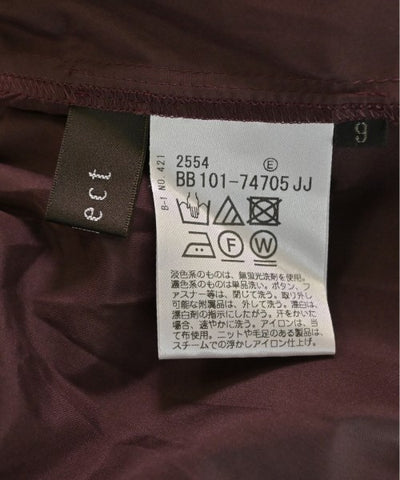 ect
B-1 NO.421
2554 E
BB101-74705JJ
F W
淡色系のものは、無蛍光洗剤を使用。
濃色系のものは単品洗い。ボタン、フ
ァスナー等は、閉じて洗う。取り外し
可能な附属品は、外して洗う。漂白は、
漂白剤の指示にしたがう。汗をかいた
場合、速やかに洗う。アイロンは、当
て布使用。ニットや毛足のある製品は、
スチームでの浮かしアイロン仕上げ。
9